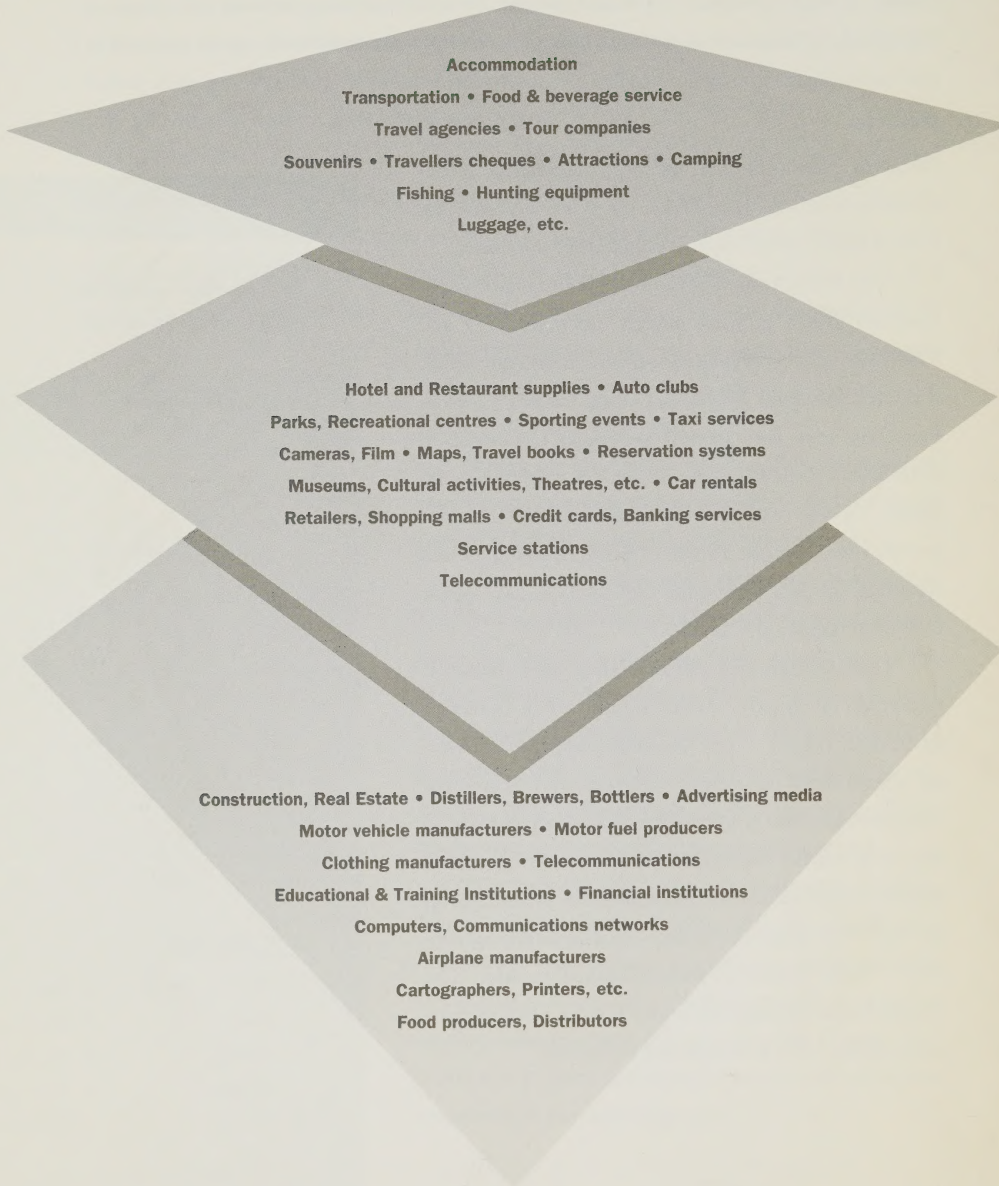 Accommodation
Transportation • Food & beverage service
Travel agencies • Tour companies
Souvenirs • Travellers cheques • Attractions • Camping
Fishing • Hunting equipment
Luggage, etc.
Hotel and Restaurant supplies • Auto clubs
Parks, Recreational centres • Sporting events • Taxi services
Cameras, Film • Maps, Travel books • Reservation systems
Museums, Cultural activities, Theatres, etc. • Car rentals
Retailers, Shopping malls • Credit cards, Banking services
Service stations
Telecommunications
Construction, Real Estate • Distillers, Brewers, Bottlers • Advertising media
Motor vehicle manufacturers • Motor fuel producers
Clothing manufacturers • Telecommunications
Educational & Training Institutions • Financial institutions
Computers, Communications networks
Airplane manufacturers
Cartographers, Printers, etc.
Food producers, Distributors